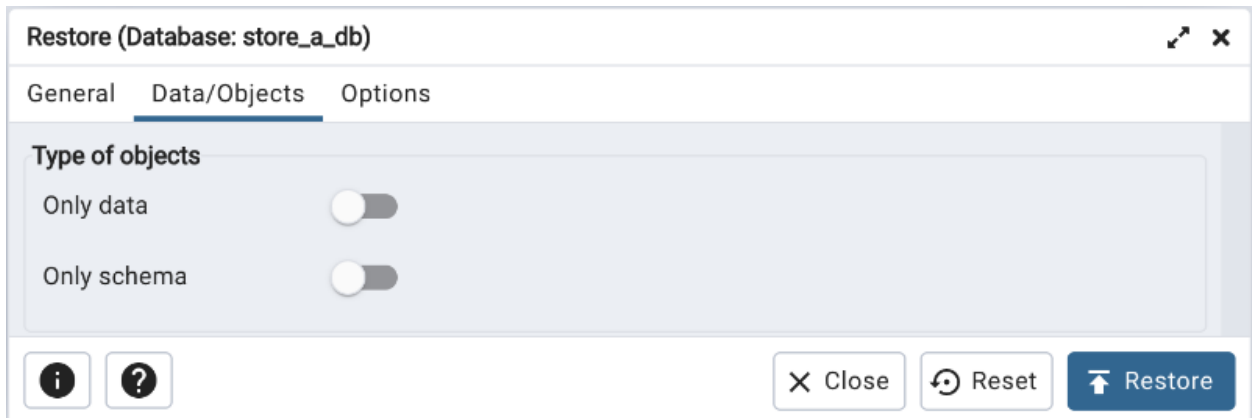 Restore (Database: store_a_db)
General Data/Objects Options
Type of objects
Only data
Only schema
Close Reset Restore